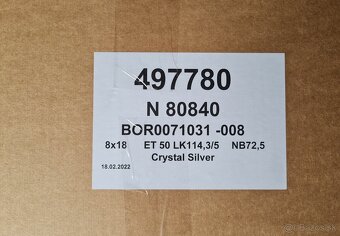 497780
N 80840
BOR0071031 -008
8x18 ET 50 LK114,3/5 NB72,5
Crystal Silver
18.02.2022